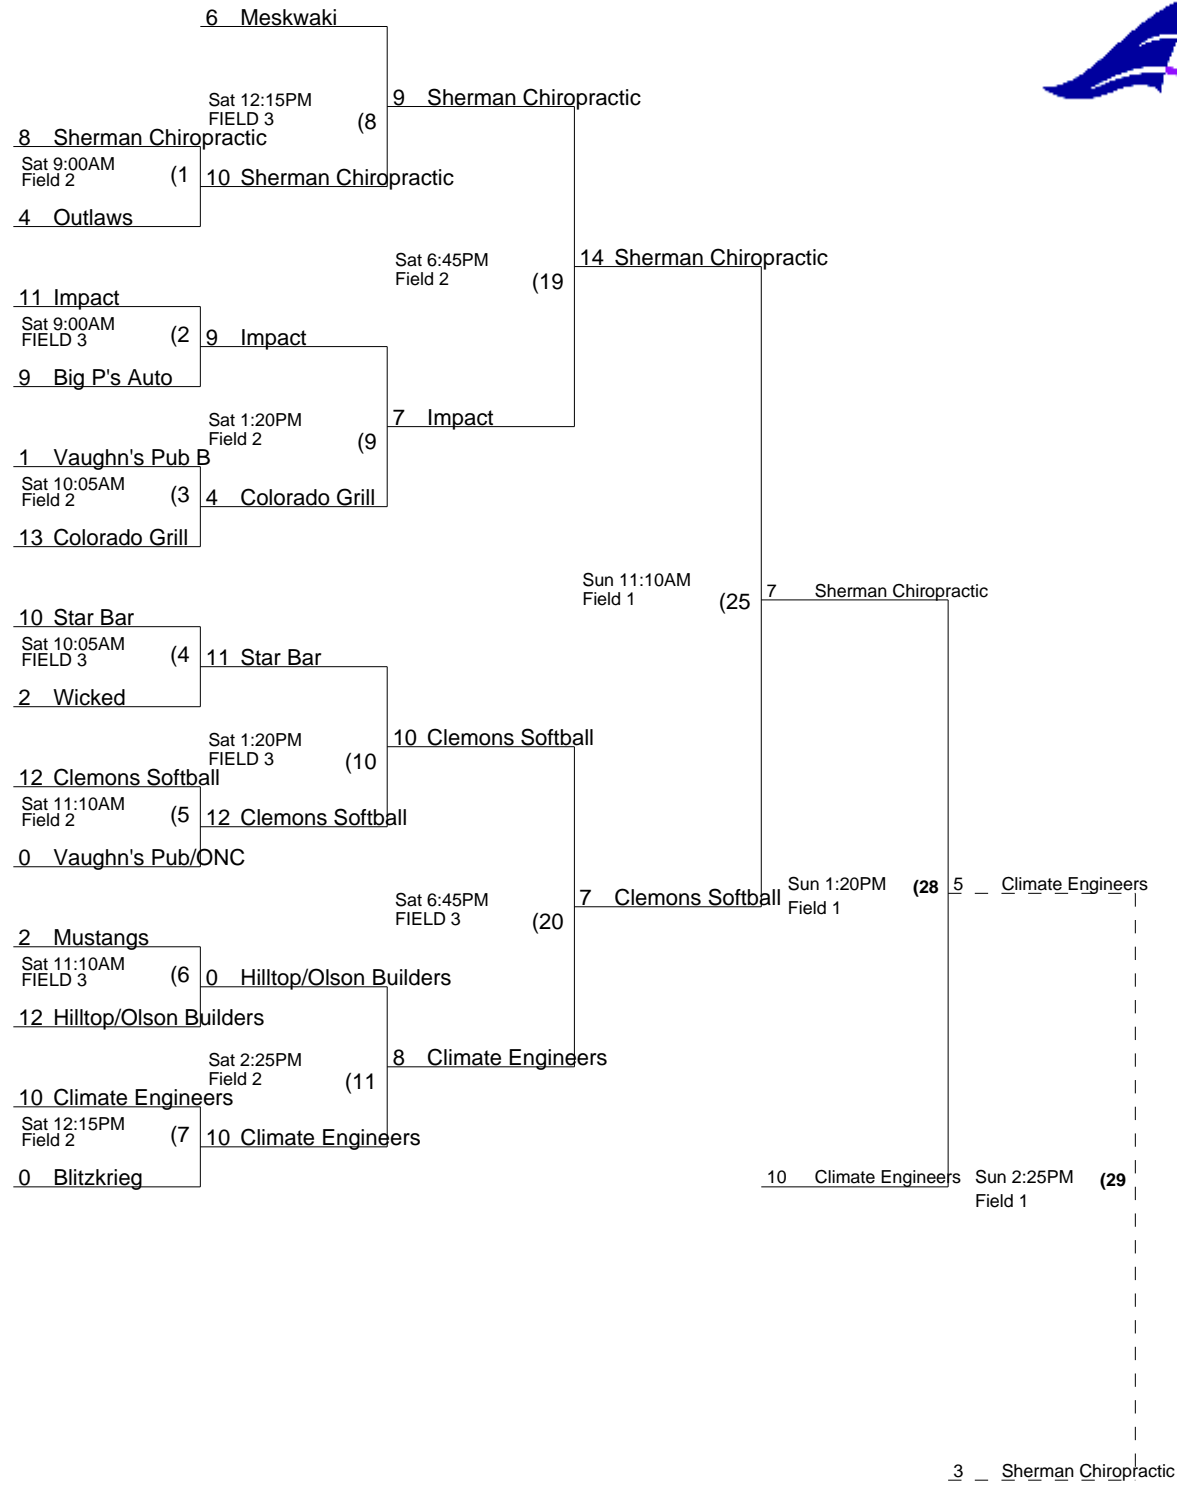 6 Meskwaki
Sat 12:15PM
FIELD 3
(8
9 Sherman Chiropractic
8 Sherman Chiropractic
Sat 9:00AM
Field 2
(1
10 Sherman Chiropractic
4 Outlaws
Sat 6:45PM
Field 2
(19
14 Sherman Chiropractic
11 Impact
Sat 9:00AM
FIELD 3
(2
9 Impact
9 Big P's Auto
Sat 1:20PM
Field 2
(9
7 Impact
1 Vaughn's Pub B
Sat 10:05AM
Field 2
(3
4 Colorado Grill
13 Colorado Grill
Sun 11:10AM
Field 1
(25
7 Sherman Chiropractic
10 Star Bar
Sat 10:05AM
FIELD 3
(4
11 Star Bar
2 Wicked
Sat 1:20PM
FIELD 3
(10
10 Clemons Softball
12 Clemons Softball
Sat 11:10AM
Field 2
(5
12 Clemons Softball
0 Vaughn's Pub/ONC
Sat 6:45PM
FIELD 3
(20
7 Clemons Softball
Sun 1:20PM
Field 1
(28
5 Climate Engineers
2 Mustangs
Sat 11:10AM
FIELD 3
(6
0 Hilltop/Olson Builders
12 Hilltop/Olson Builders
Sat 2:25PM
Field 2
(11
8 Climate Engineers
10 Climate Engineers
Sat 12:15PM
Field 2
(7
10 Climate Engineers
0 Blitzkrieg
10 Climate Engineers
Sun 2:25PM
Field 1
(29
3 Sherman Chiropractic